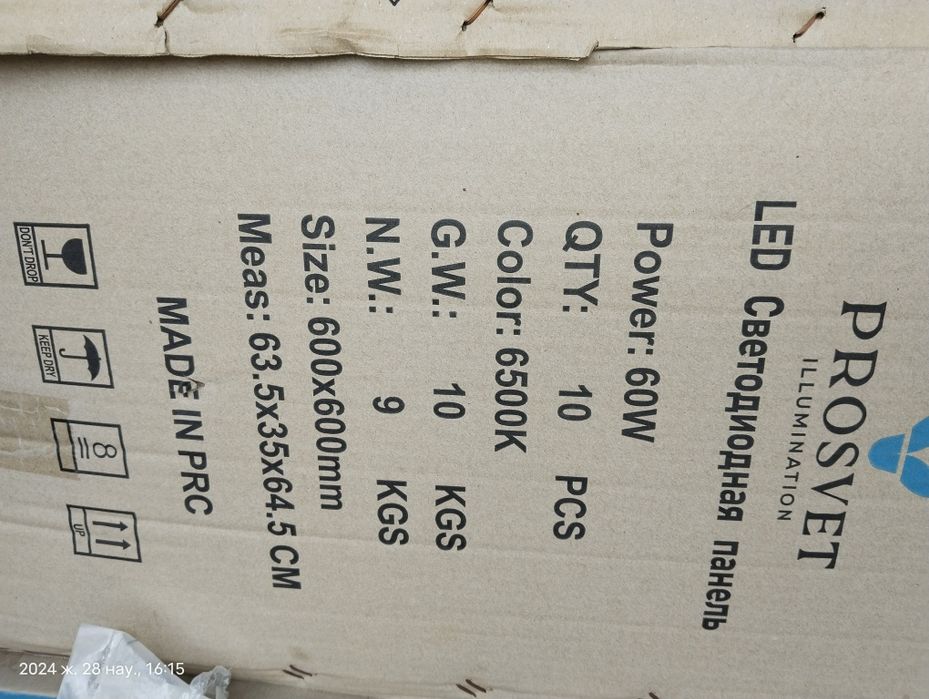 PROSVET
ILLUMINATION
LED Светодиодная панель
Power: 60W
QTY: 10 PCS
Color: 6500K
G.W.: 10 KGS
N.W.: 9 KGS
Size: 600x600mm
Meas: 63.5x35x64.5 CM
MADE IN PRC
DON'T DROP
KEEP DRY
8
UP
2024 ж. 28 нау., 16:15